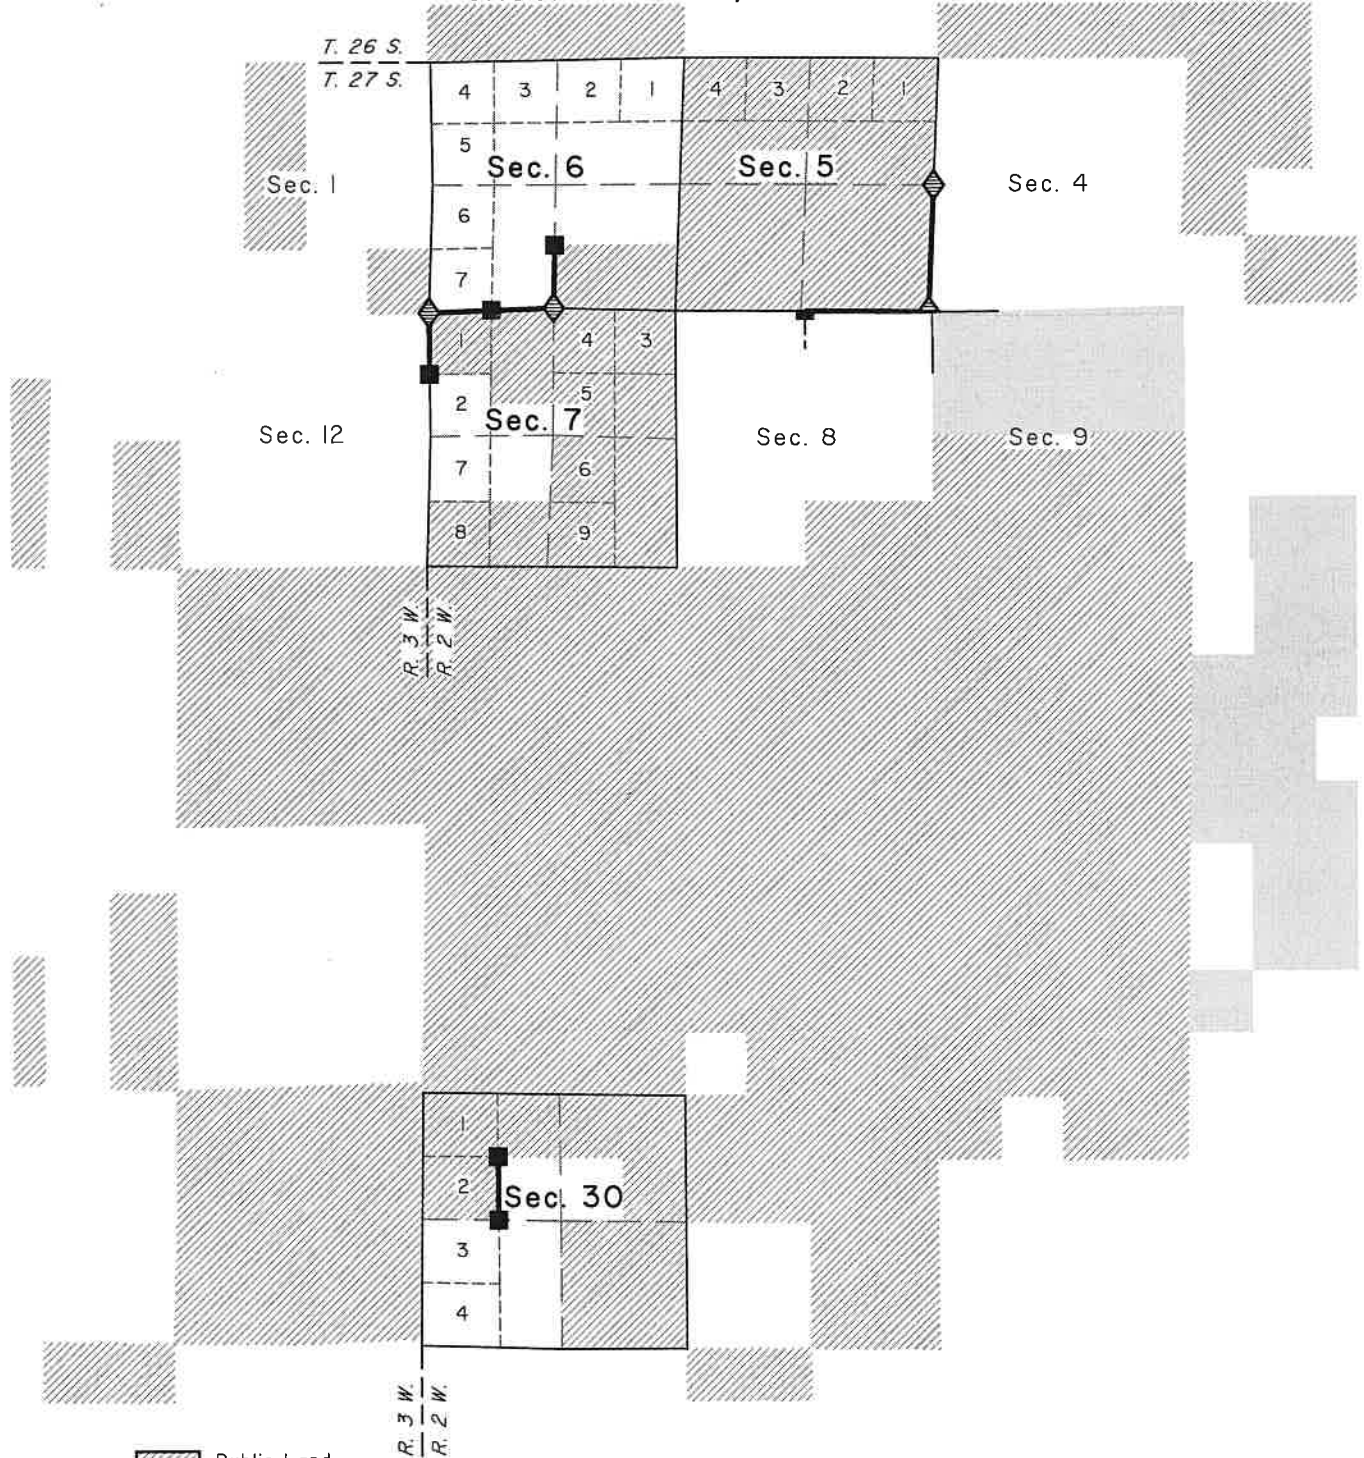 T. 26 S.
T. 27 S.
4 3 2 1 4 3 2 1
5
Sec. 6 Sec. 5
Sec. 1 Sec. 4
6
7
1 4 3
2 5
Sec. 7
Sec. 12 Sec. 8 Sec. 9
7 6
8 9
R. 3 W.
R. 2 W.
1
2 Sec. 30
3
4
R. 3 W.
R. 2 W.